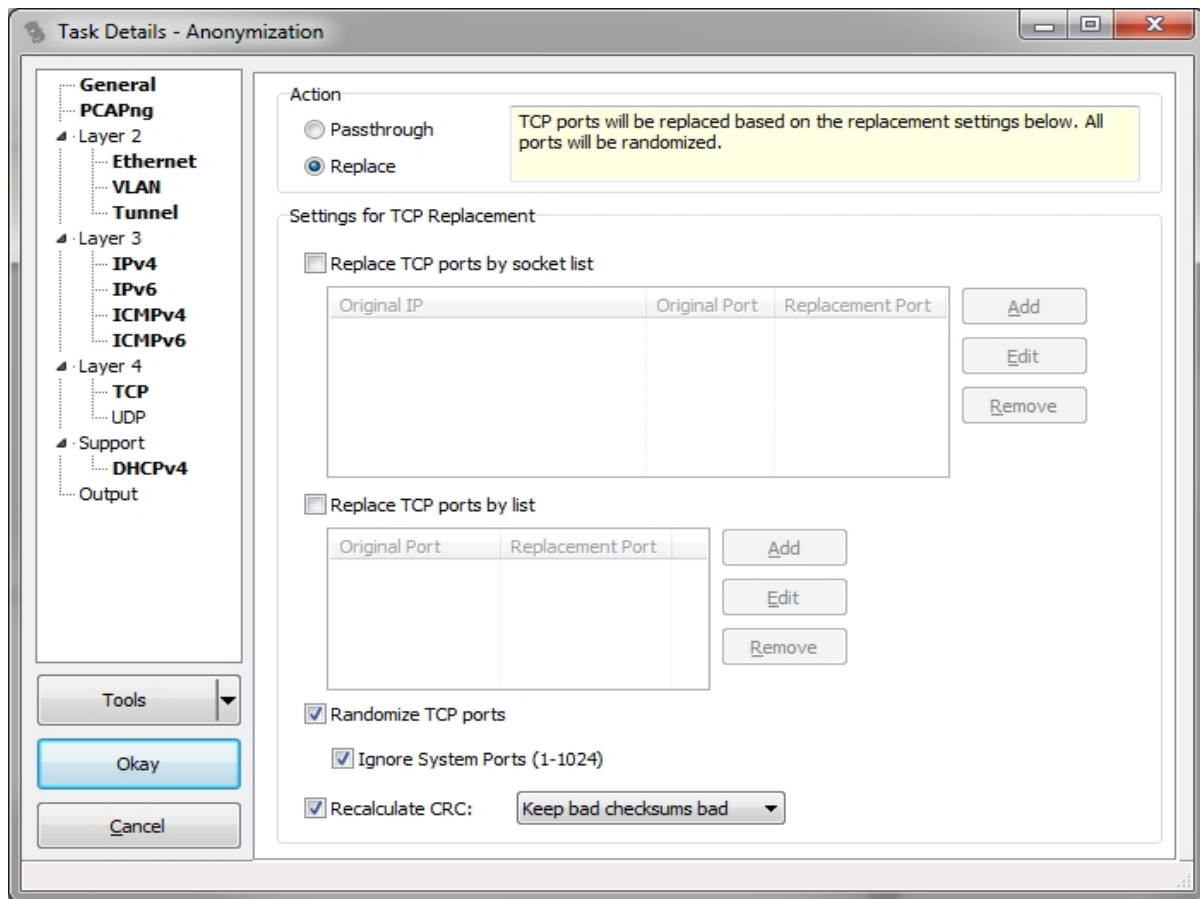 Task Details - Anonymization
General
PCAPng
Layer 2
Ethernet
VLAN
Tunnel
Layer 3
IPv4
IPv6
ICMPv4
ICMPv6
Layer 4
TCP
UDP
Support
DHCPv4
Output
Tools
Okay
Cancel
Action
Passthrough
Replace
TCP ports will be replaced based on the replacement settings below. All
ports will be randomized.
Settings for TCP Replacement
Replace TCP ports by socket list
Original IP Original Port Replacement Port
Add
Edit
Remove
Replace TCP ports by list
Original Port Replacement Port
Add
Edit
Remove
Randomize TCP ports
Ignore System Ports (1-1024)
Recalculate CRC: Keep bad checksums bad